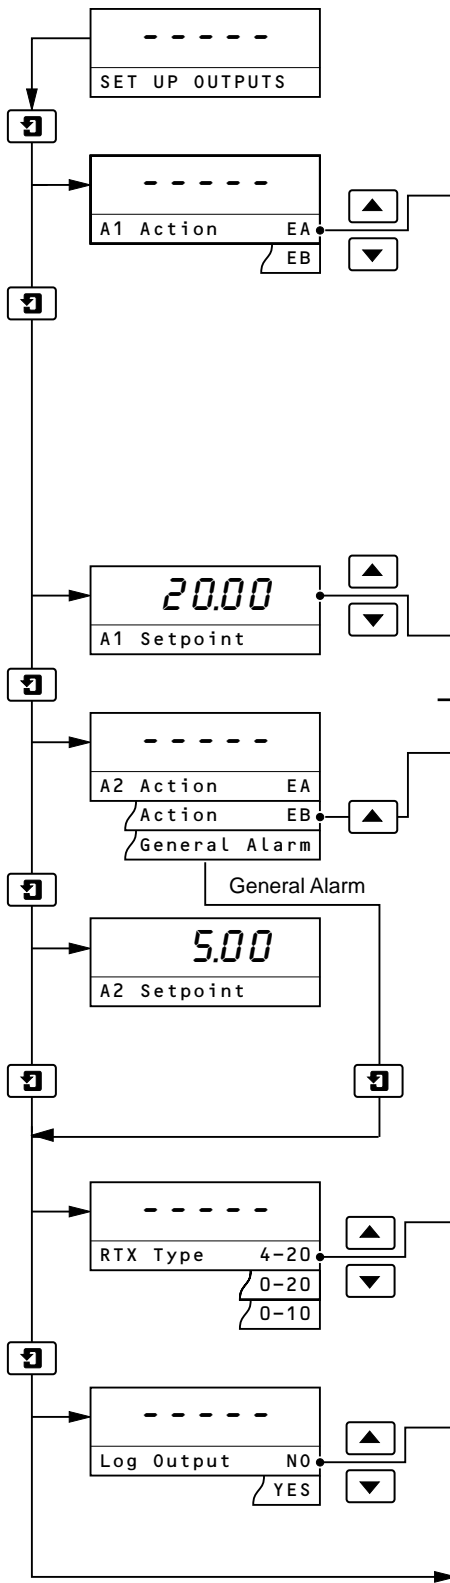 - - - - -
SET UP OUTPUTS
- - - - -
A1 Action EA
EB
20.00
A1 Setpoint
- - - - -
A2 Action EA
Action EB
General Alarm
General Alarm
5.00
A2 Setpoint
- - - - -
RTX Type 4-20
0-20
0-10
- - - - -
Log Output NO
YES